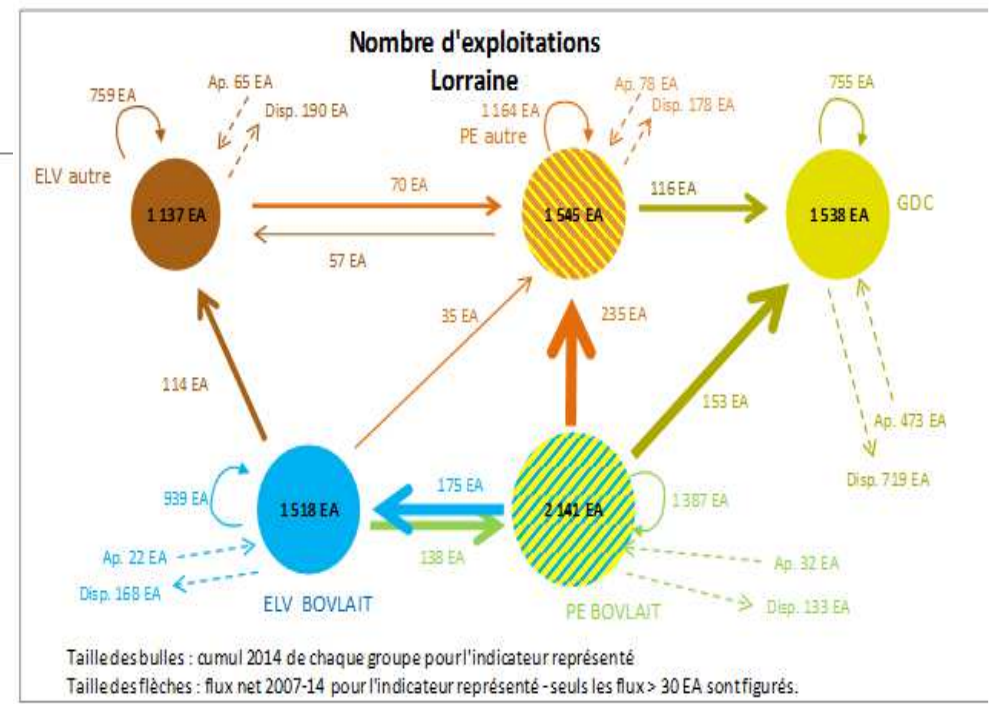 Nombre d'exploitations
Lorraine
759 EA
Ap. 65 EA
Disp. 190 EA
1 164 EA
PE autre
Ap. 78 EA
Disp. 178 EA
755 EA
ELV autre
1 137 EA
70 EA
57 EA
1 545 EA
116 EA
1 538 EA
GDC
35 EA
235 EA
114 EA
153 EA
Ap. 473 EA
Disp. 719 EA
939 EA
1 518 EA
175 EA
138 EA
2 141 EA
1 387 EA
Ap. 22 EA
Disp. 168 EA
ELV BOVLAIT
PE BOVLAIT
Ap. 32 EA
Disp. 133 EA
Taille des bulles : cumul 2014 de chaque groupe pour l'indicateur représenté
Taille des flèches : flux net 2007-14 pour l'indicateur représenté - seuls les flux > 30 EA sont figurés.